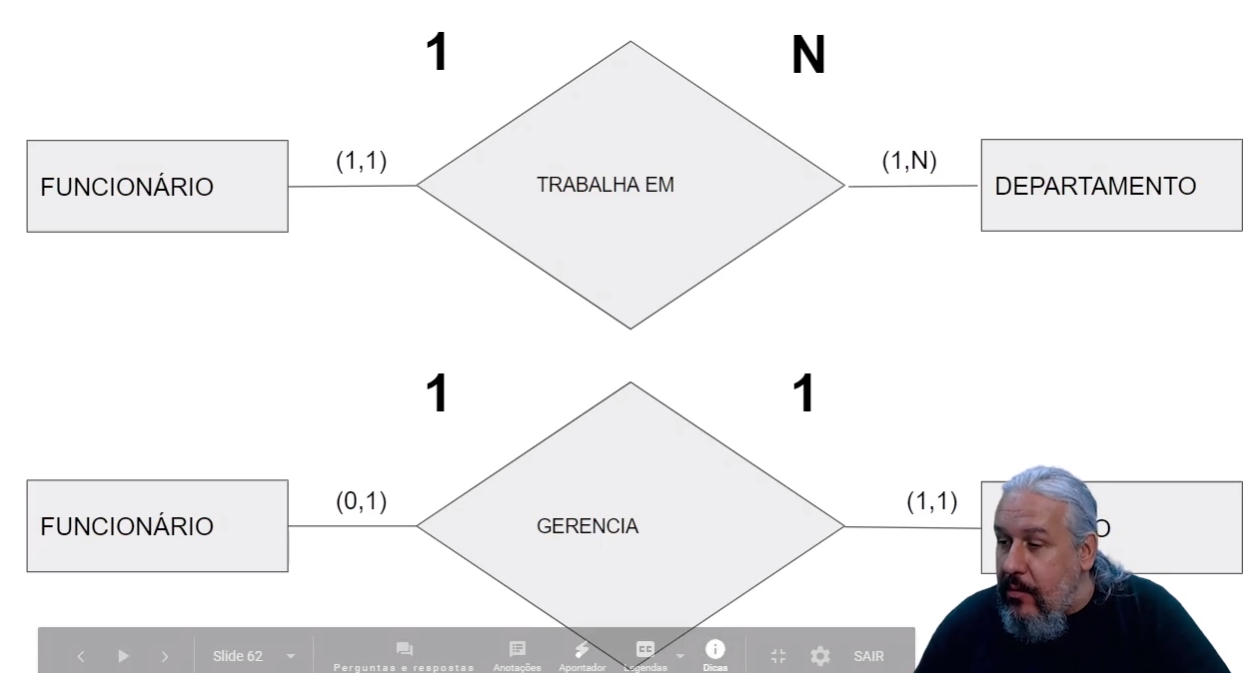 1
N
FUNCIONÁRIO
(1,1)
TRABALHA EM
(1,N)
DEPARTAMENTO
1
1
FUNCIONÁRIO
(0,1)
GERENCIA
(1,1)
O
Slide 62
Perguntas e respostas
Anotações
Apontador
Legendas
Dicas
SAIR